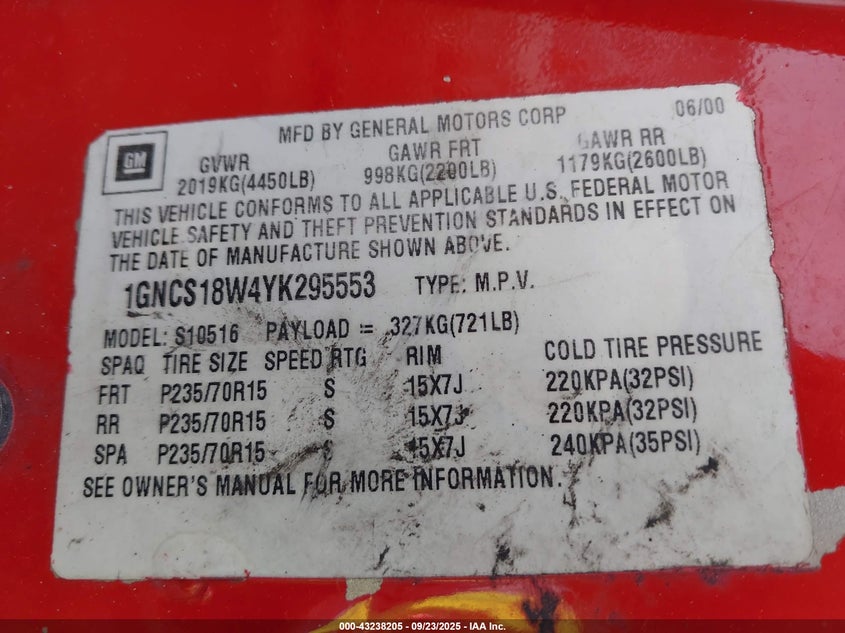 06/00
MFD BY GENERAL MOTORS CORP
GM
GVWR GAWR FRT GAWR RR
2019KG(4450LB) 998KG(2200LB) 1179KG(2600LB)
THIS VEHICLE CONFORMS TO ALL APPLICABLE U.S. FEDERAL MOTOR
VEHICLE SAFETY AND THEFT PREVENTION STANDARDS IN EFFECT ON
THE DATE OF MANUFACTURE SHOWN ABOVE.
1GNCS18W4YK295553 TYPE: M.P.V.
MODEL: S10516 PAYLOAD = 327KG(721LB)
SPAQ TIRE SIZE SPEED RTG RIM COLD TIRE PRESSURE
FRT P235/70R15 S 15X7J 220KPA(32PSI)
RR P235/70R15 S 15X7J 220KPA(32PSI)
SPA P235/70R15 S 15X7J 240KPA(35PSI)
SEE OWNER'S MANUAL FOR MORE INFORMATION.
000-43238205 - 09/23/2025 - IAA Inc.